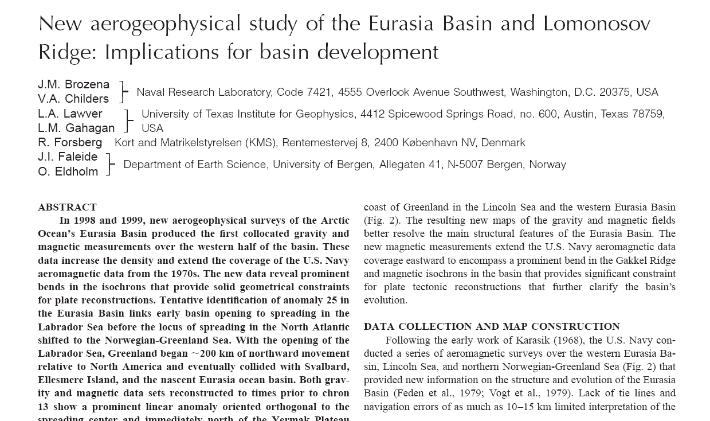 New aerogeophysical study of the Eurasia Basin and Lomonosov
Ridge: Implications for basin development
J.M. Brozena
V.A. Childers
Naval Research Laboratory, Code 7421, 4555 Overlook Avenue Southwest, Washington, D.C. 20375, USA
L.A. Lawver
L.M. Gahagan
University of Texas Institute for Geophysics, 4412 Spicewood Springs Road, no. 600, Austin, Texas 78759,
USA
R. Forsberg Kort and Matrikelstyrelsen (KMS), Rentemestervej 8, 2400 København NV, Denmark
J.I. Faleide
O. Eldholm
Department of Earth Science, University of Bergen, Allegaten 41, N-5007 Bergen, Norway
ABSTRACT
In 1998 and 1999, new aerogeophysical surveys of the Arctic
Ocean's Eurasia Basin produced the first collocated gravity and
magnetic measurements over the western half of the basin. These
data increase the density and extend the coverage of the U.S. Navy
aeromagnetic data from the 1970s. The new data reveal prominent
bends in the isochrons that provide solid geometrical constraints
for plate reconstructions. Tentative identification of anomaly 25 in
the Eurasia Basin links early basin opening to spreading in the
Labrador Sea before the locus of spreading in the North Atlantic
shifted to the Norwegian-Greenland Sea. With the opening of the
Labrador Sea, Greenland began ~200 km of northward movement
relative to North America and eventually collided with Svalbard,
Ellesmere Island, and the nascent Eurasia ocean basin. Both grav-
ity and magnetic data sets reconstructed to times prior to chron
13 show a prominent linear anomaly oriented orthogonal to the
spreading center and immediately north of the Yermak Plateau
coast of Greenland in the Lincoln Sea and the western Eurasia Basin
(Fig. 2). The resulting new maps of the gravity and magnetic fields
better resolve the main structural features of the Eurasia Basin. The
new magnetic measurements extend the U.S. Navy aeromagnetic data
coverage eastward to encompass a prominent bend in the Gakkel Ridge
and magnetic isochrons in the basin that provides significant constraint
for plate tectonic reconstructions that further clarify the basin's
evolution.
DATA COLLECTION AND MAP CONSTRUCTION
Following the early work of Karasik (1968), the U.S. Navy con-
ducted a series of aeromagnetic surveys over the western Eurasia Ba-
sin, Lincoln Sea, and northern Norwegian-Greenland Sea (Fig. 2) that
provided new information on the structure and evolution of the Eurasia
Basin (Feden et al., 1979; Vogt et al., 1979). Lack of tie lines and
navigation errors of as much as 10–15 km limited interpretation of the